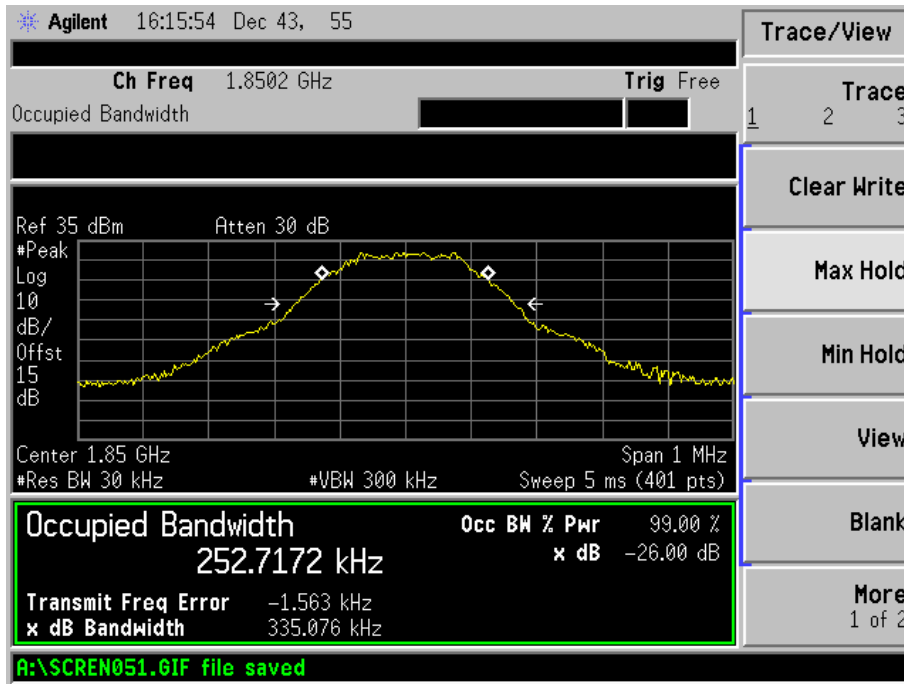 Agilent 16:15:54 Dec 43, 55
Trace/View
Ch Freq 1.8502 GHz Trig Free
Occupied Bandwidth
Trace
1 2 3
Clear Write
Max Hold
Min Hold
View
Blank
More
1 of 2
Ref 35 dBm Atten 30 dB
#Peak
Log
10
dB/
Offst
15
dB
Center 1.85 GHz Span 1 MHz
#Res BW 30 kHz #VBW 300 kHz Sweep 5 ms (401 pts)
Occupied Bandwidth Occ BW % Pwr 99.00 %
252.7172 kHz x dB -26.00 dB
Transmit Freq Error -1.563 kHz
x dB Bandwidth 335.076 kHz
A:\SCREN051.GIF file saved